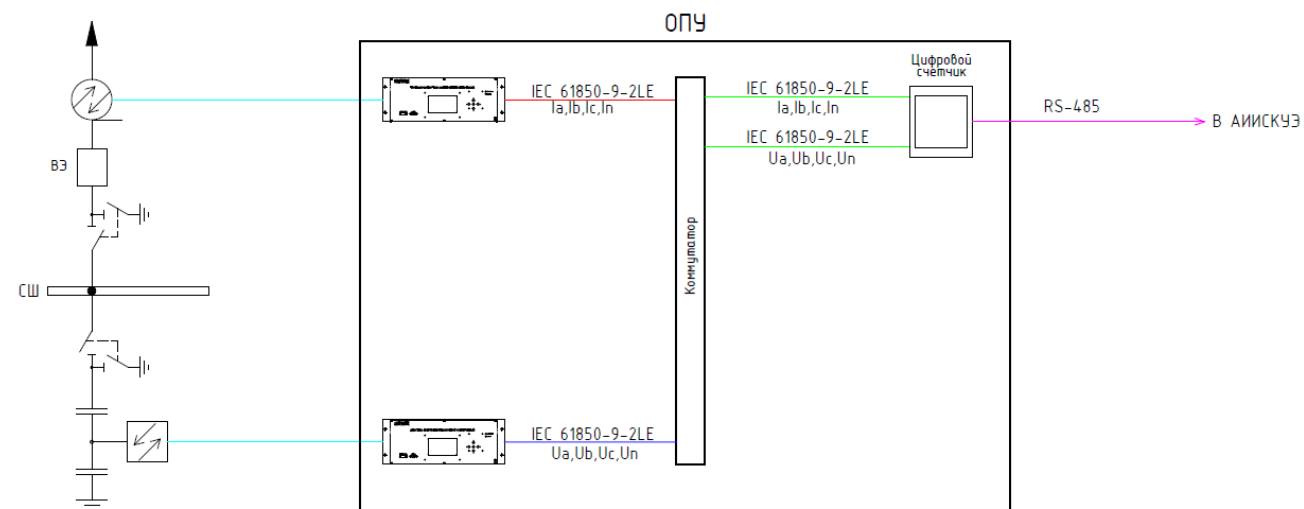 ОПУ
Цифровой
счётчик
IEC 61850-9-2LE
Ia,Ib,Ic,In
IEC 61850-9-2LE
Ia,Ib,Ic,In
RS-485
В АИИСКУЭ
IEC 61850-9-2LE
Ua,Ub,Uc,Un
ВЭ
Коммутатор
СШ
IEC 61850-9-2LE
Ua,Ub,Uc,Un